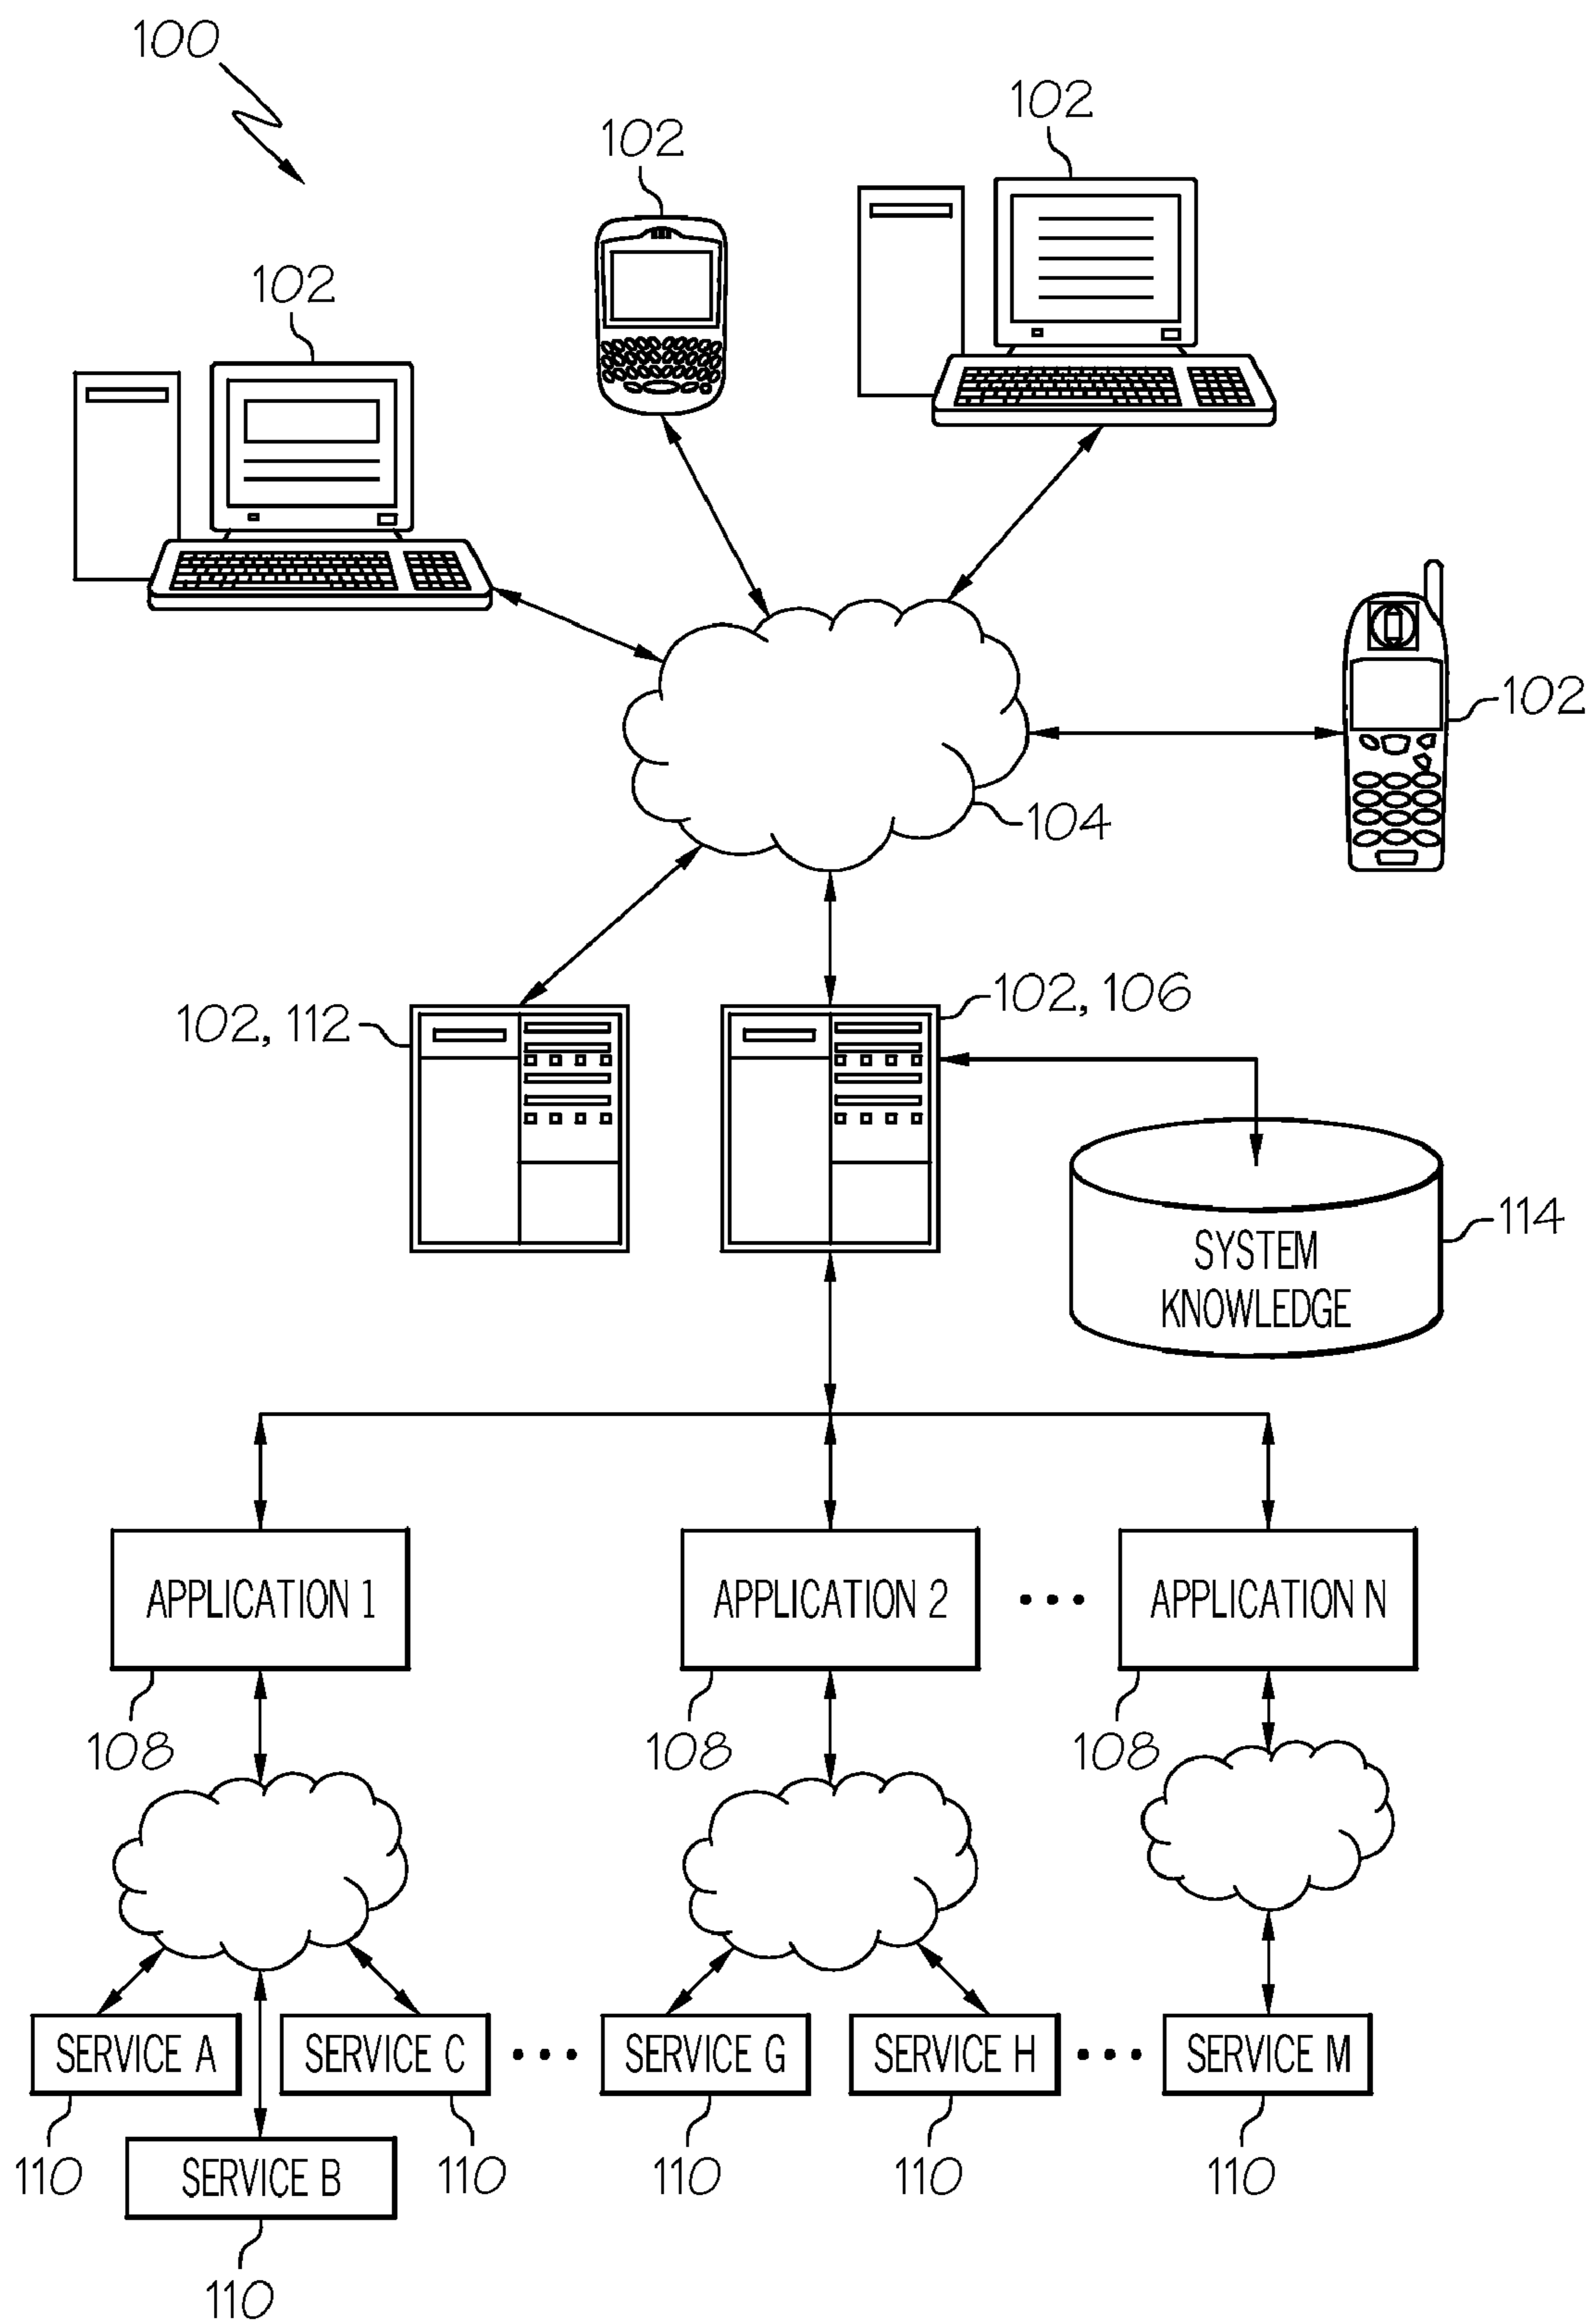 100
102
102
102
102
104
102, 112
102, 106
114
SYSTEM
KNOWLEDGE
APPLICATION 1
APPLICATION 2
• • •
APPLICATION N
108
108
108
SERVICE A
SERVICE C
• • •
SERVICE G
SERVICE H
• • •
SERVICE M
110
SERVICE B
110
110
110
110
110